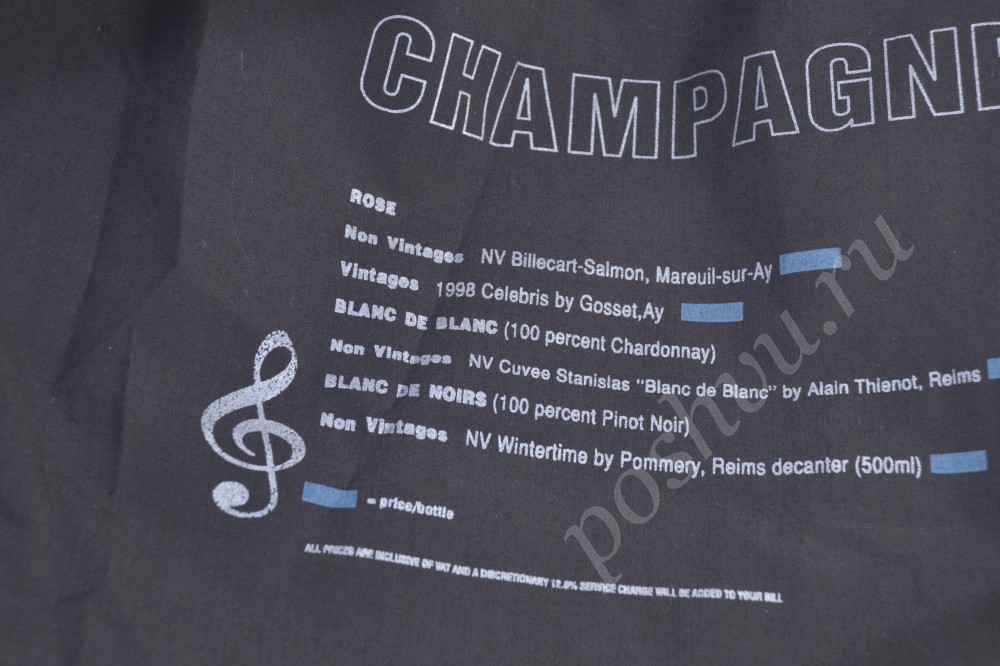 CHAMPAGNE
ROSE
Non Vintages NV Billecart-Salmon, Mareuil-sur-Ay
Vintages 1998 Celebris by Gosset,Ay
BLANC DE BLANC (100 percent Chardonnay)
Non Vintages NV Cuvee Stanislas "Blanc de Blanc" by Alain Thienot, Reims
BLANC DE NOIRS (100 percent Pinot Noir)
Non Vintages NV Wintertime by Pommery, Reims decanter (500ml)
= price/bottle
ALL PRICES ARE INCLUSIVE OF VAT AND A DISCRETIONARY 12.6% SERVICE CHARGE WILL BE ADDED TO YOUR BILL
poshvu.ru